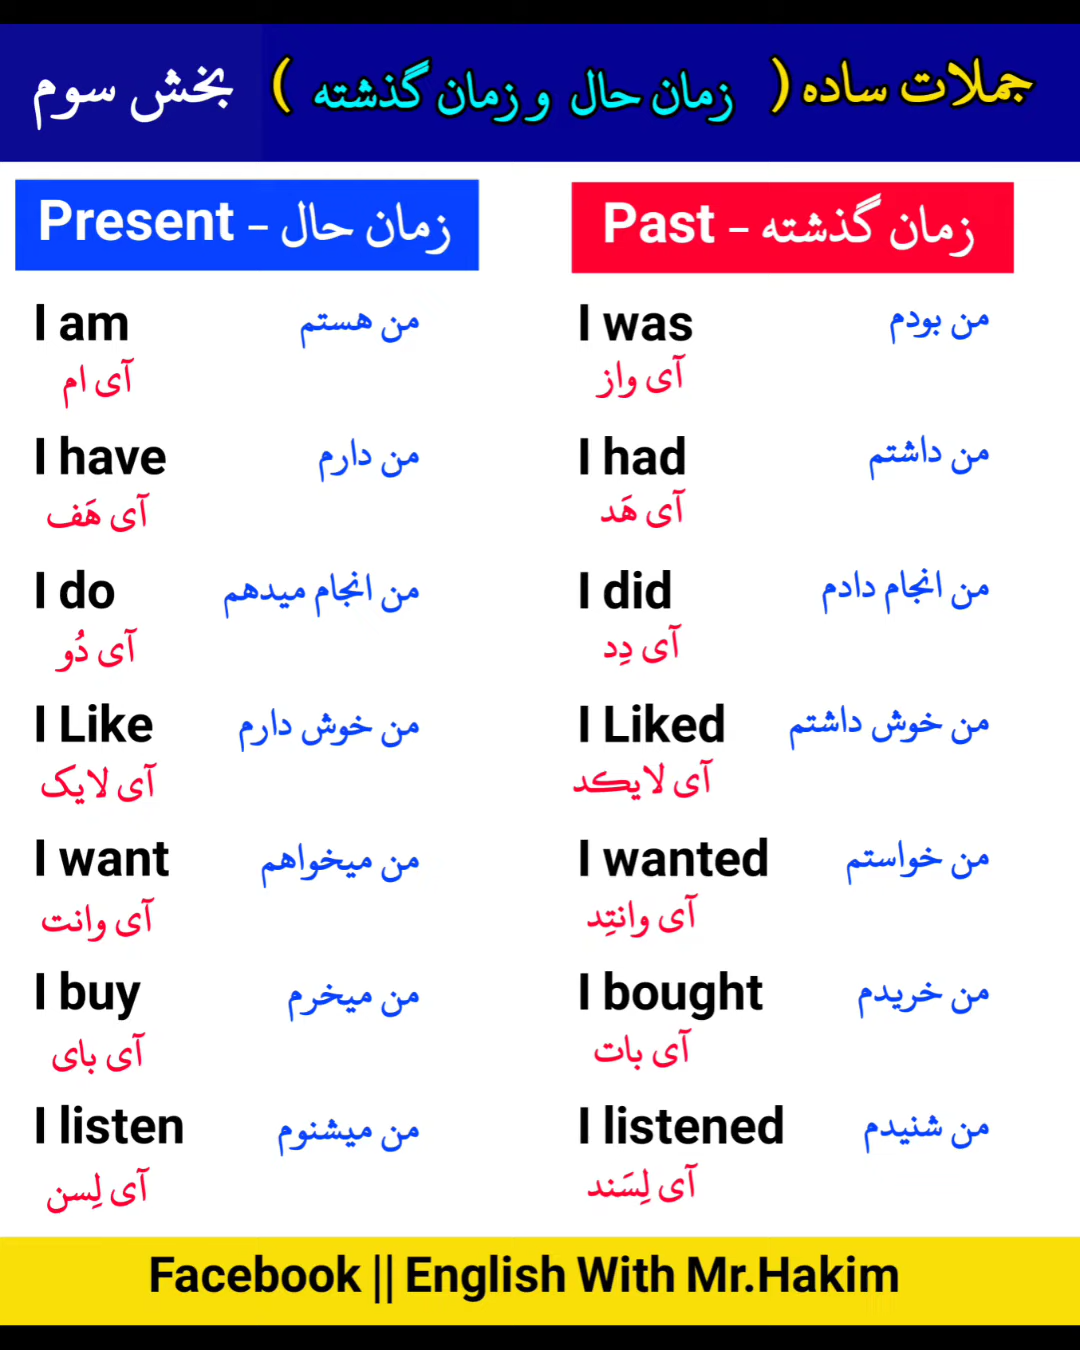 جملات ساده ( زمان حال و زمان گذشته ) بخش سوم
Present - زمان حال
Past - زمان گذشته
I am من هستم
آی ام
I was من بودم
آی واز
I have من دارم
آی هَف
I had من داشتم
آی هَد
I do من انجام میدهم
آی دُو
I did من انجام دادم
آی دِد
I Like من خوش دارم
آی لایک
I Liked من خوش داشتم
آی لایکد
I want من میخواهم
آی وانت
I wanted من خواستم
آی وانتِد
I buy من میخرم
آی بای
I bought من خریدم
آی بات
I listen من میشنوم
آی لِسن
I listened من شنیدم
آی لِسَند
Facebook || English With Mr.Hakim